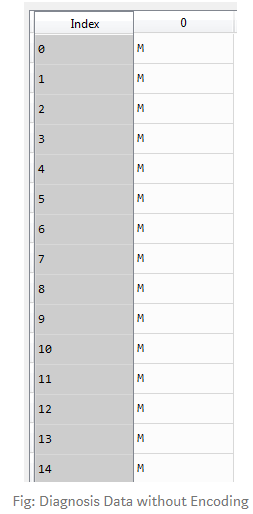 Index 0
0 M
1 M
2 M
3 M
4 M
5 M
6 M
7 M
8 M
9 M
10 M
11 M
12 M
13 M
14 M
Fig: Diagnosis Data without Encoding